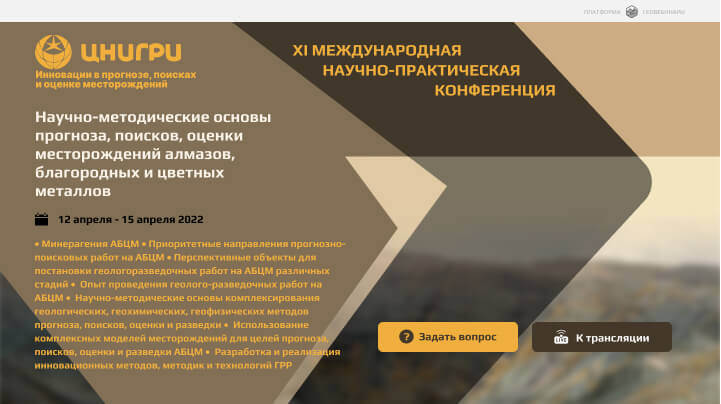 ПЛАТФОРМА ГЕОВЕБИНАРЫ
ЦНИГРИ
Инновации в прогнозе, поисках
и оценке месторождений
XI МЕЖДУНАРОДНАЯ
НАУЧНО-ПРАКТИЧЕСКАЯ
КОНФЕРЕНЦИЯ
Научно-методические основы
прогноза, поисков, оценки
месторождений алмазов,
благородных и цветных
металлов
12 апреля - 15 апреля 2022
• Минерагения АБЦМ • Приоритетные направления прогнозно-
поисковых работ на АБЦМ • Перспективные объекты для
постановки геологоразведочных работ на АБЦМ различных
стадий • Опыт проведения геолого-разведочных работ на
АБЦМ • Научно-методические основы комплексирования
геологических, геохимических, геофизических методов
прогноза, поисков, оценки и разведки • Использование
комплексных моделей месторождений для целей прогноза,
поисков, оценки и разведки АБЦМ • Разработка и реализация
инновационных методов, методик и технологий ГРР
? Задать вопрос
К трансляции